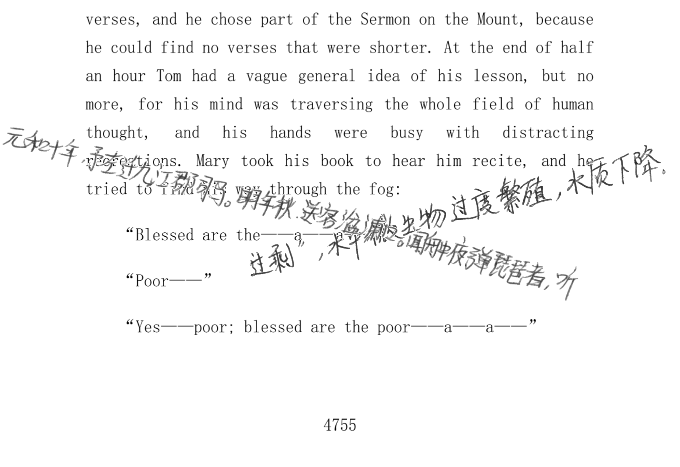 verses, and he chose part of the Sermon on the Mount, because
he could find no verses that were shorter. At the end of half
an hour Tom had a vague general idea of his lesson, but no
more, for his mind was traversing the whole field of human
thought, and his hands were busy with distracting
recreations. Mary took his book to hear him recite, and he
tried to find his way through the fog:
元和十年,予左迁九江郡司马。明年秋,送客湓浦口。闻舟中夜弹琵琶者,听
生物过度繁殖,水质下降。
过剩”,水中
“Blessed are the——a——a
“Poor——”
“Yes——poor; blessed are the poor——a——a——”
4755